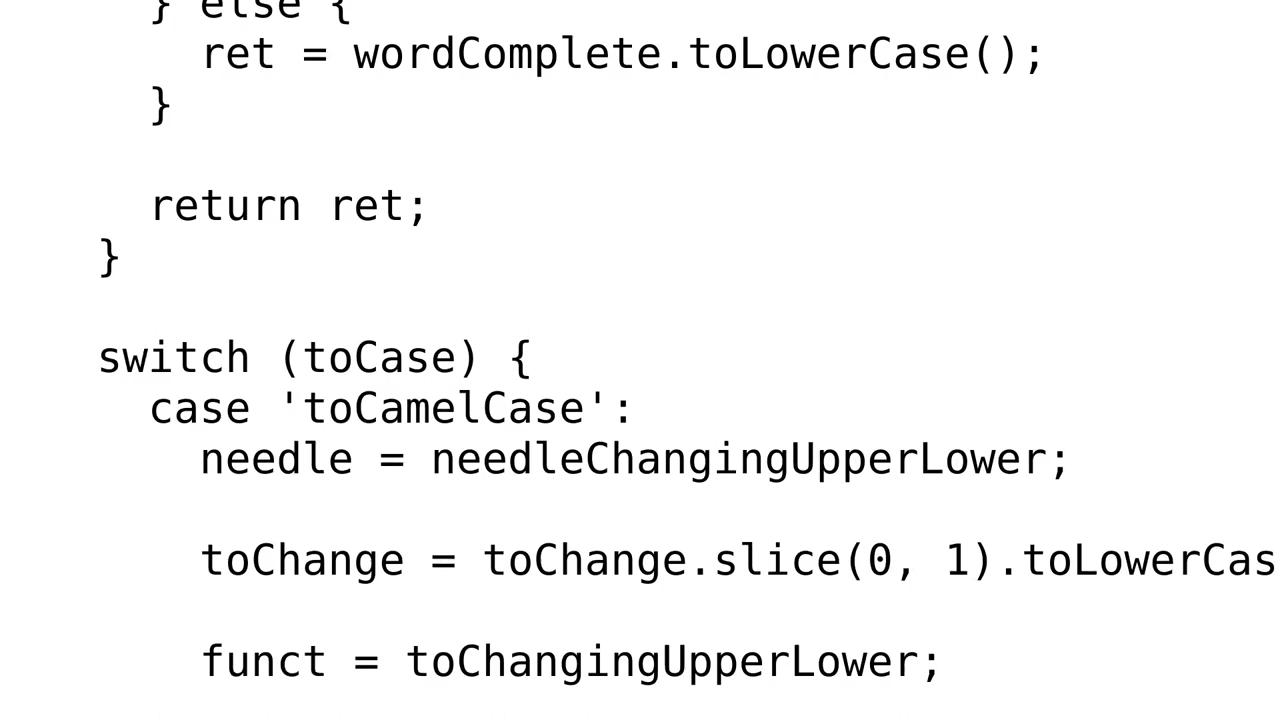 } else {
ret = wordComplete.toLowerCase();
}
return ret;
}
switch (toCase) {
case 'toCamelCase':
needle = needleChangingUpperLower;
toChange = toChange.slice(0, 1).toLowerCas
funct = toChangingUpperLower;